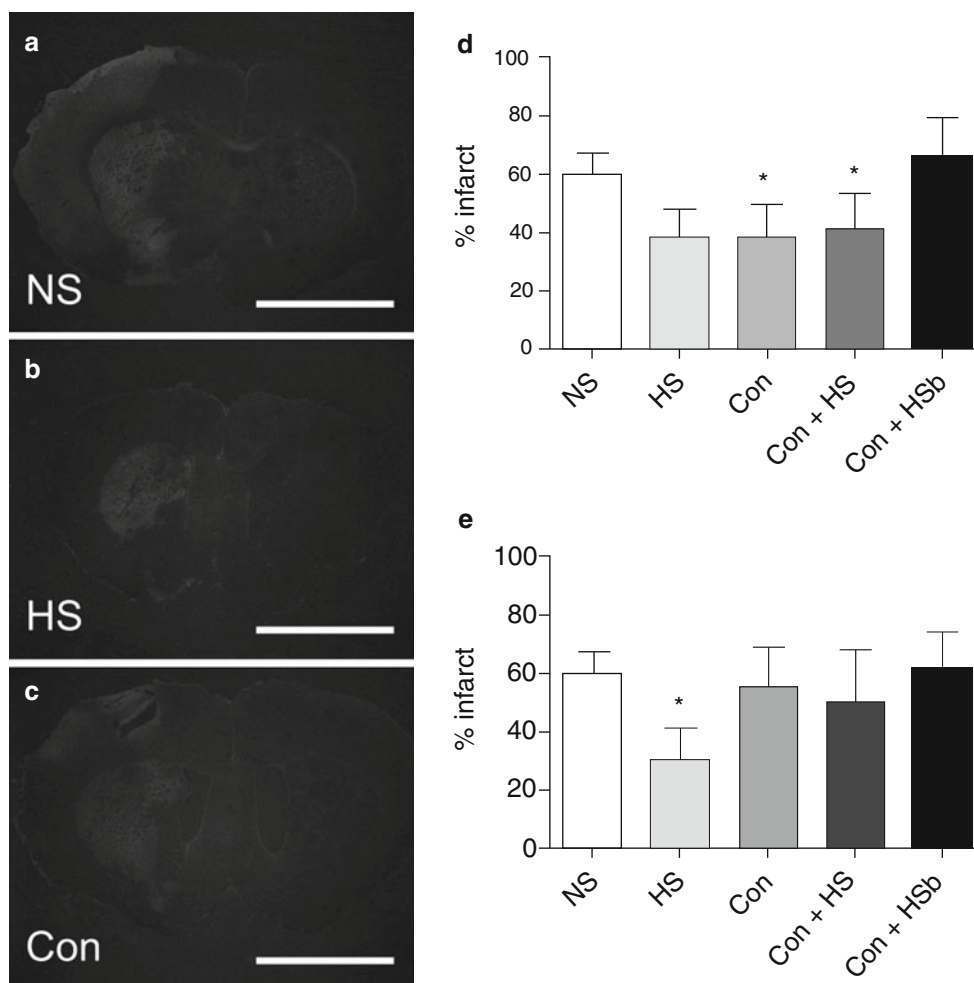 a
NS
b
HS
c
Con
d
% infarct
100
80
60
40
20
0
* *
NS HS Con Con + HS Con + HSb
e
% infarct
100
80
60
40
20
0
*
NS HS Con Con + HS Con + HSb